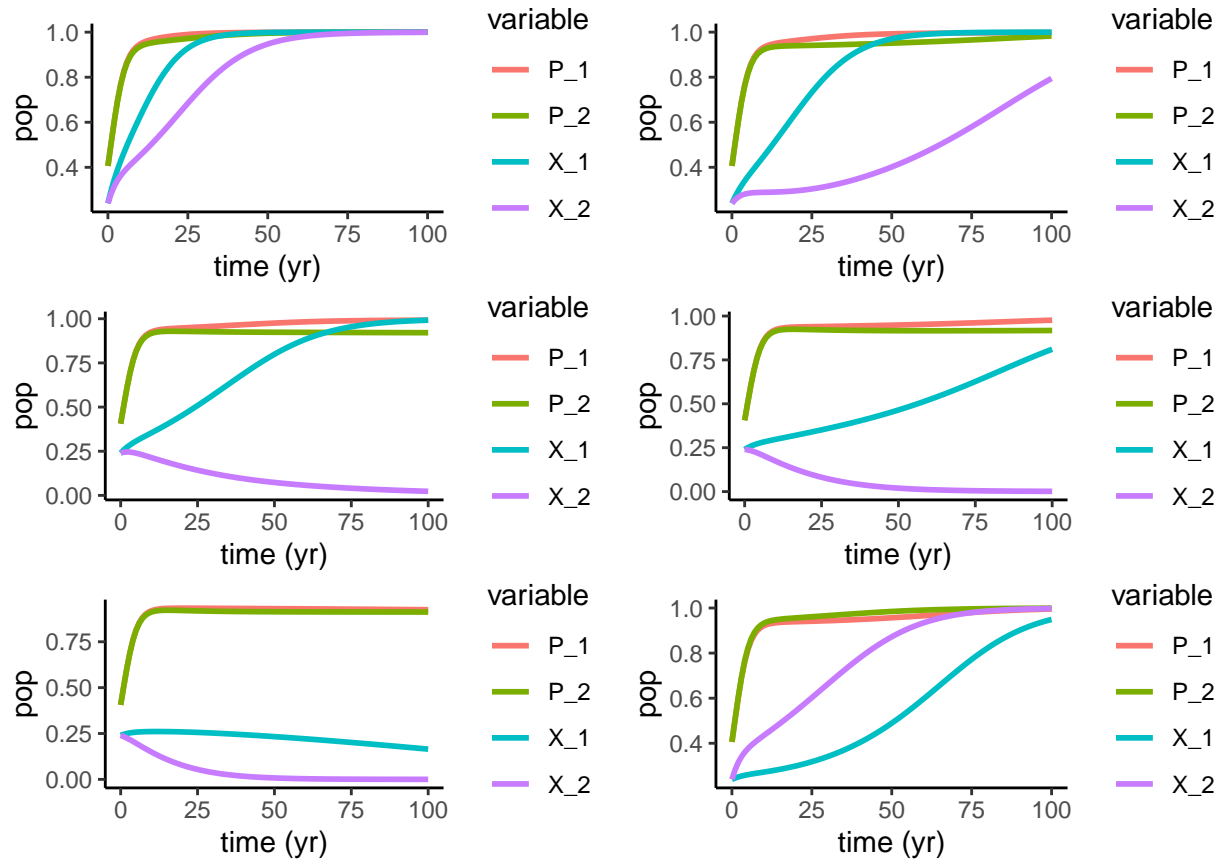 variable
1.0
0.8
0.6
0.4
pop
0 25 50 75 100
time (yr)
P_1
P_2
X_1
X_2
variable
1.0
0.8
0.6
0.4
pop
0 25 50 75 100
time (yr)
P_1
P_2
X_1
X_2
variable
1.00
0.75
0.50
0.25
0.00
pop
0 25 50 75 100
time (yr)
P_1
P_2
X_1
X_2
variable
1.00
0.75
0.50
0.25
0.00
pop
0 25 50 75 100
time (yr)
P_1
P_2
X_1
X_2
variable
0.75
0.50
0.25
0.00
pop
0 25 50 75 100
time (yr)
P_1
P_2
X_1
X_2
variable
1.0
0.8
0.6
0.4
pop
0 25 50 75 100
time (yr)
P_1
P_2
X_1
X_2